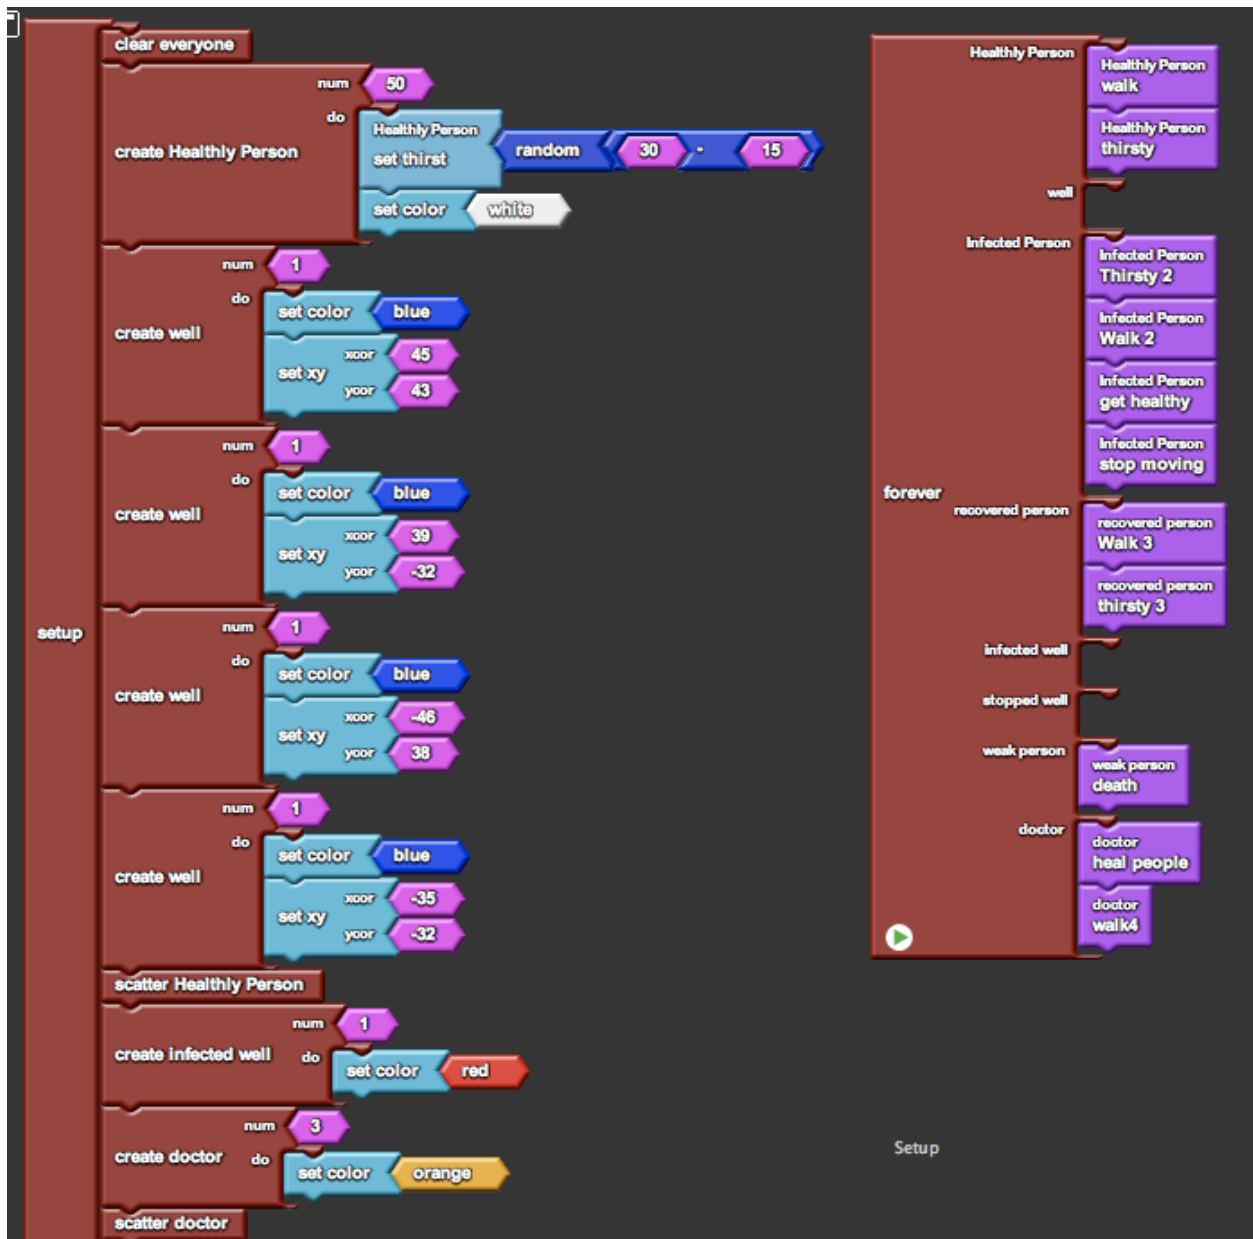 clear everyone
num 50
do
create Healthly Person
Healthly Person
set thirst random 30 - 15
set color white
num 1
do
create well
set color blue
set xy
xcor 45
ycor 43
num 1
do
create well
set color blue
set xy
xcor 39
ycor -32
setup
num 1
do
create well
set color blue
set xy
xcor -46
ycor 38
num 1
do
create well
set color blue
set xy
xcor -35
ycor -32
scatter Healthly Person
num 1
create infected well do
set color red
num 3
create doctor do
set color orange
scatter doctor
forever
Healthly Person
Healthly Person
walk
Healthly Person
thirsty
well
Infected Person
Infected Person
Thirsty 2
Infected Person
Walk 2
Infected Person
get healthy
Infected Person
stop moving
recovered person
recovered person
Walk 3
recovered person
thirsty 3
infected well
stopped well
weak person
weak person
death
doctor
doctor
heal people
doctor
walk4
Setup